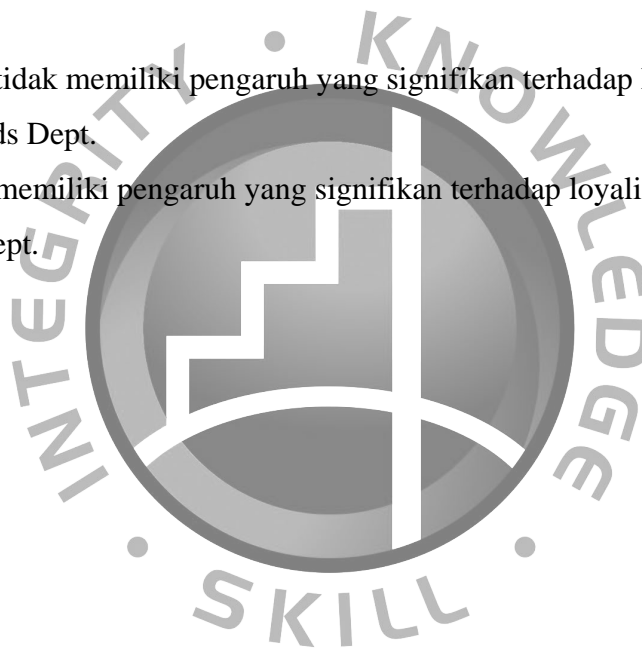 tidak memiliki pengaruh yang signifikan terhadap
ds Dept.
memiliki pengaruh yang signifikan terhadap loyali
ept.
INTEGRITY • KNOWLEDGE • SKILL •